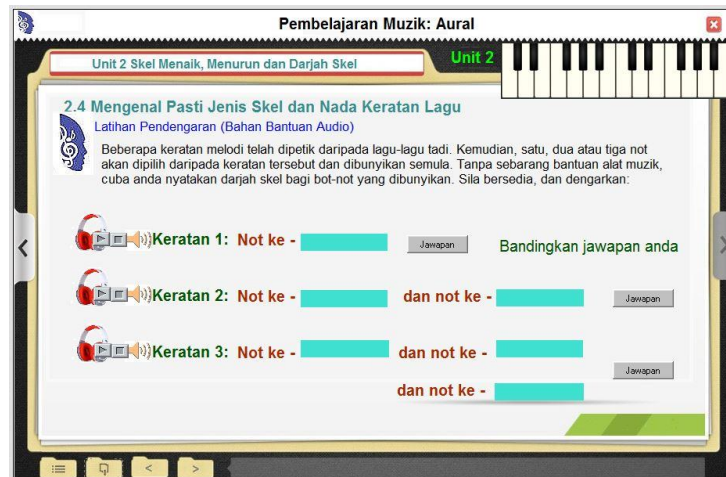 Pembelajaran Muzik: Aural
Unit 2 Skel Menaik, Menurun dan Darjah Skel
Unit 2
2.4 Mengenal Pasti Jenis Skel dan Nada Keratan Lagu
Latihan Pendengaran (Bahan Bantuan Audio)
Beberapa keratan melodi telah dipetik daripada lagu-lagu tadi. Kemudian, satu, dua atau tiga not
akan dipilih daripada keratan tersebut dan dibunyikan semula. Tanpa sebarang bantuan alat muzik,
cuba anda nyatakan darjah skel bagi bot-not yang dibunyikan. Sila bersedia, dan dengarkan:
Keratan 1: Not ke - Jawapan Bandingkan jawapan anda
Keratan 2: Not ke - dan not ke - Jawapan
Keratan 3: Not ke - dan not ke -
Jawapan
dan not ke -